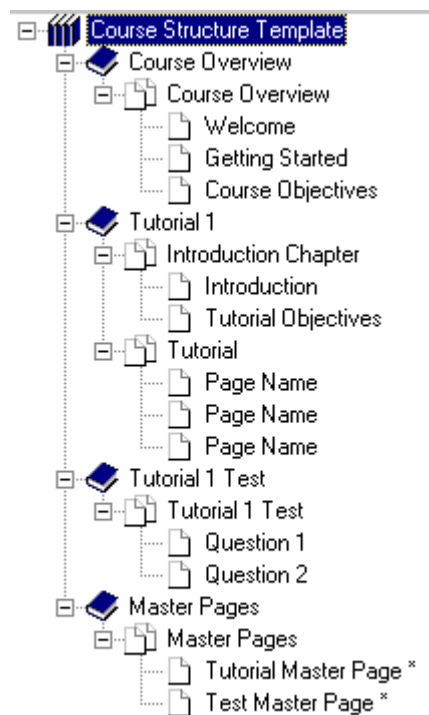 Course Structure Template
Course Overview
Course Overview
Welcome
Getting Started
Course Objectives
Tutorial 1
Introduction Chapter
Introduction
Tutorial Objectives
Tutorial
Page Name
Page Name
Page Name
Tutorial 1 Test
Tutorial 1 Test
Question 1
Question 2
Master Pages
Master Pages
Tutorial Master Page *
Test Master Page *